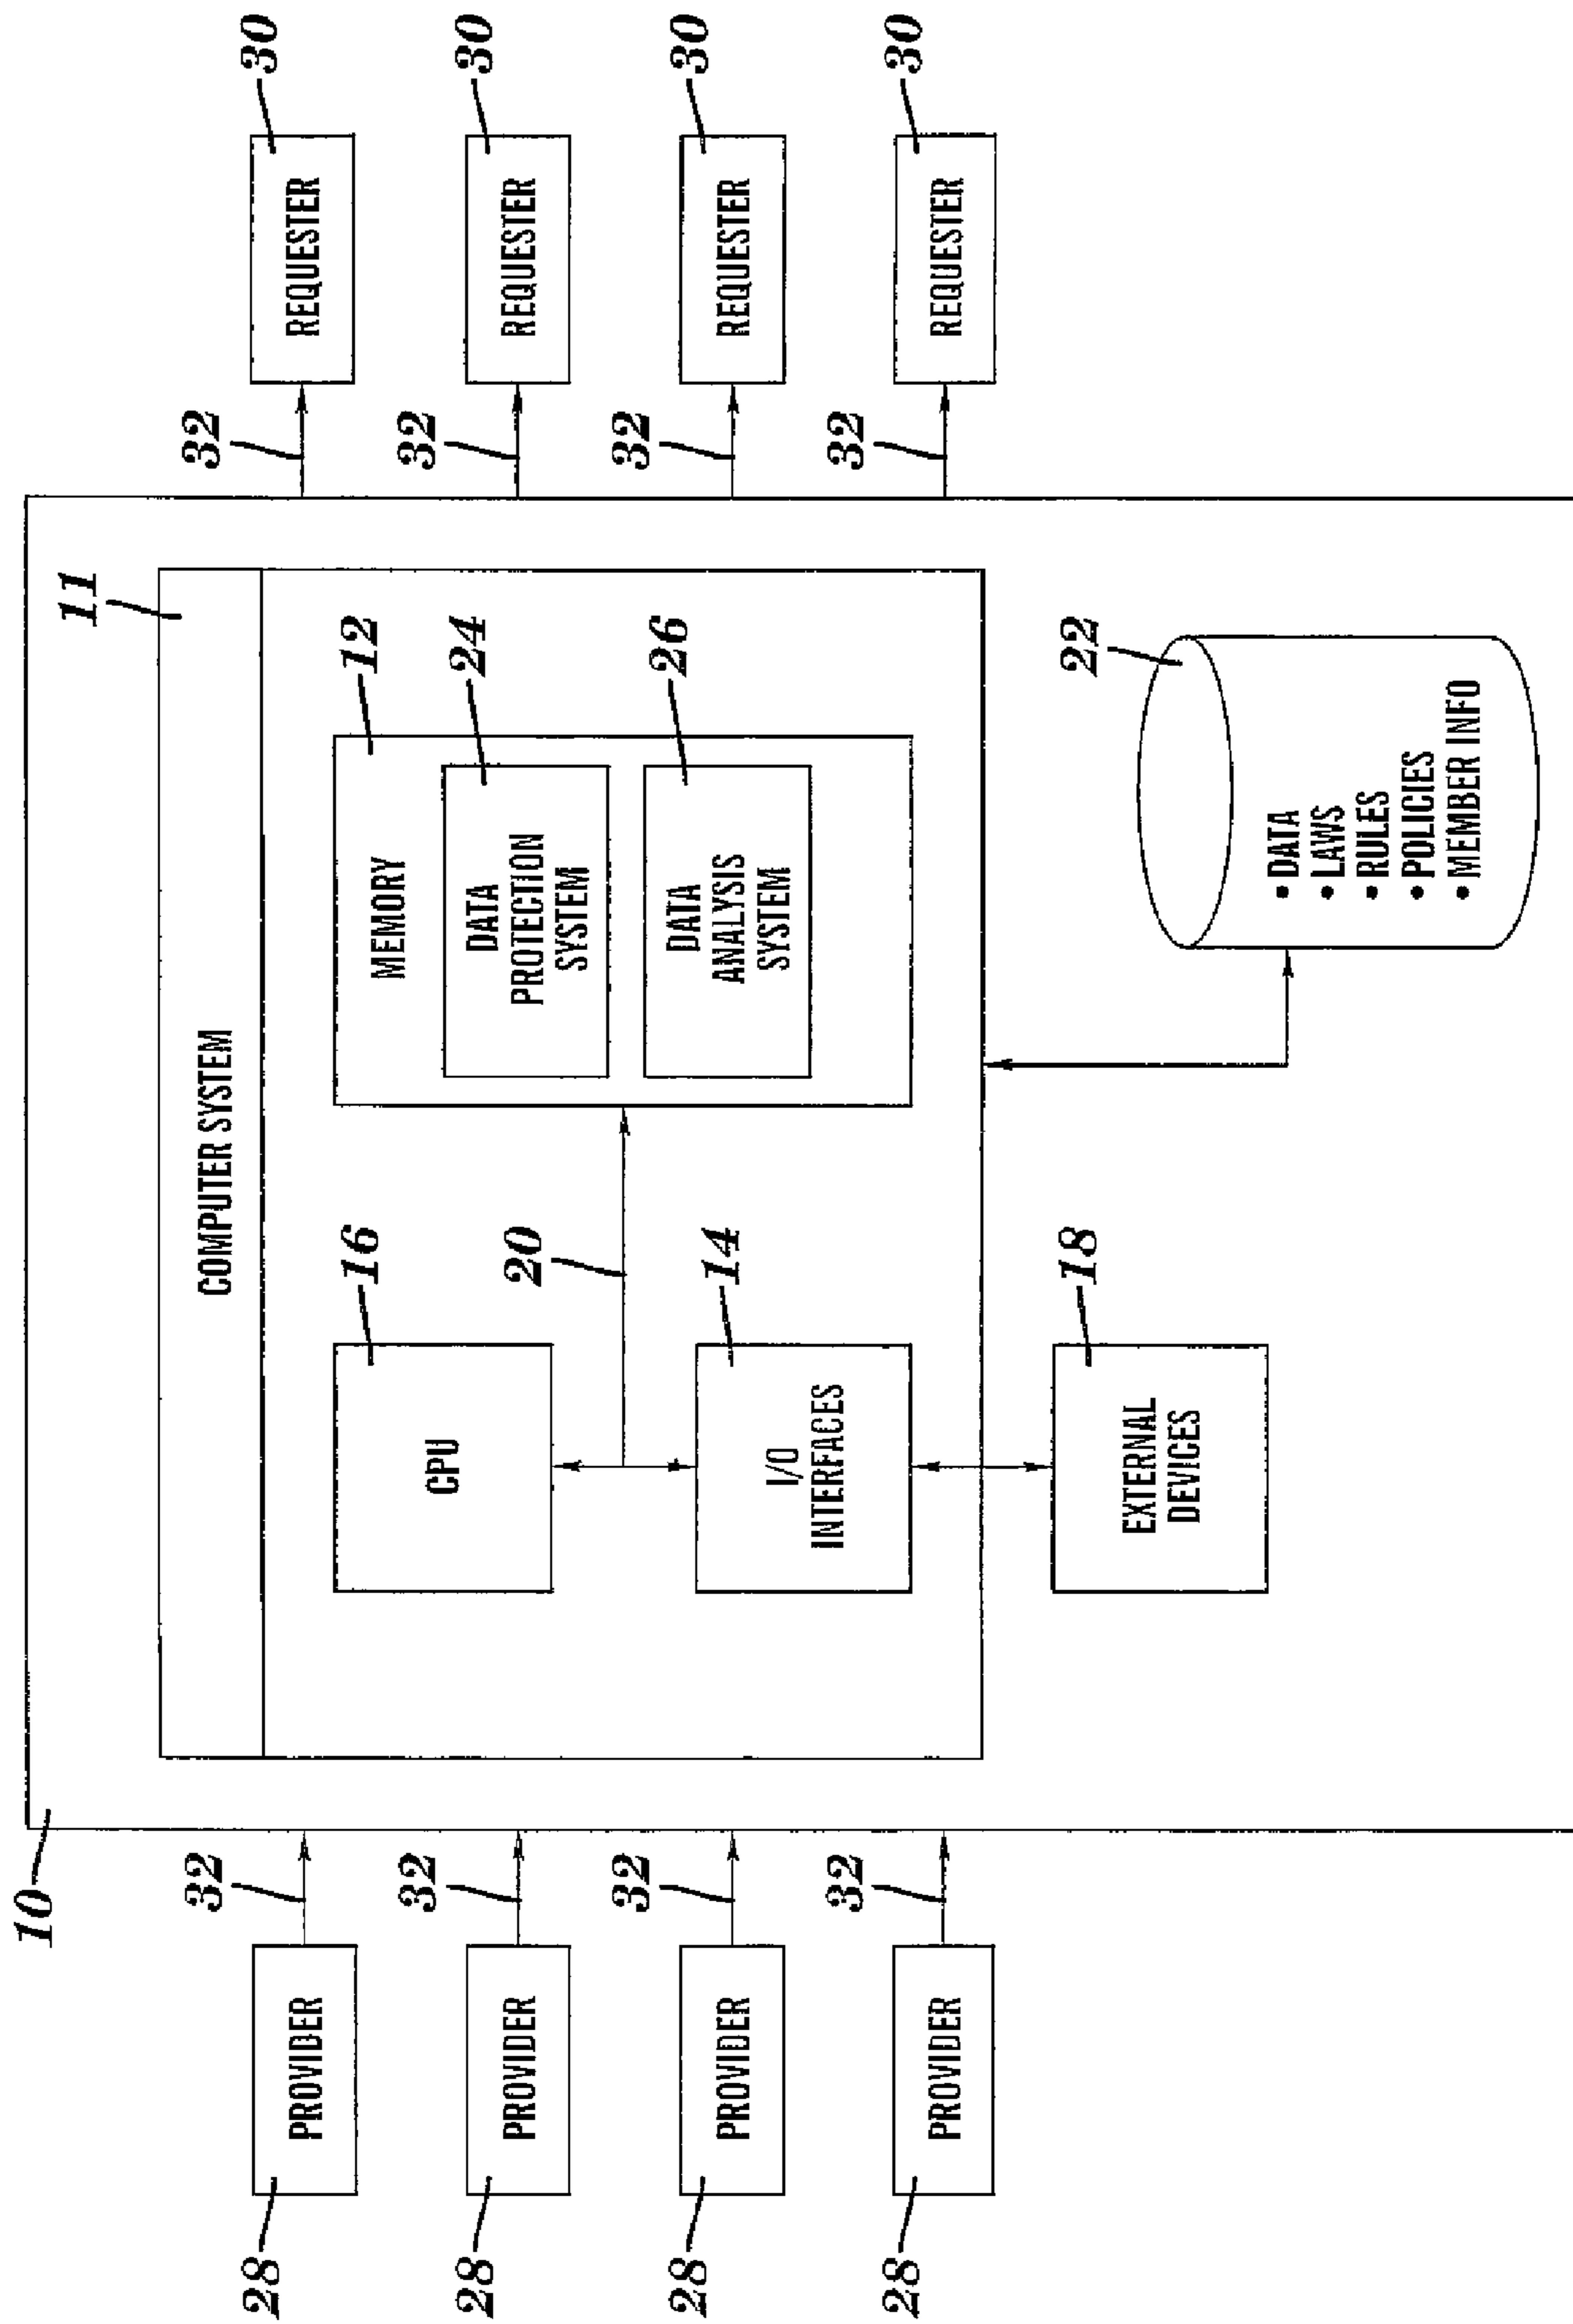 10
11
COMPUTER SYSTEM
28
PROVIDER
32
28
PROVIDER
32
28
PROVIDER
32
28
PROVIDER
32
CPU
16
20
I/O
INTERFACES
14
EXTERNAL
DEVICES
18
MEMORY
12
DATA
PROTECTION
SYSTEM
24
DATA
ANALYSIS
SYSTEM
26
22
• DATA
• LAWS
• RULES
• POLICIES
• MEMBER INFO
32
REQUESTER
30
32
REQUESTER
30
32
REQUESTER
30
32
REQUESTER
30